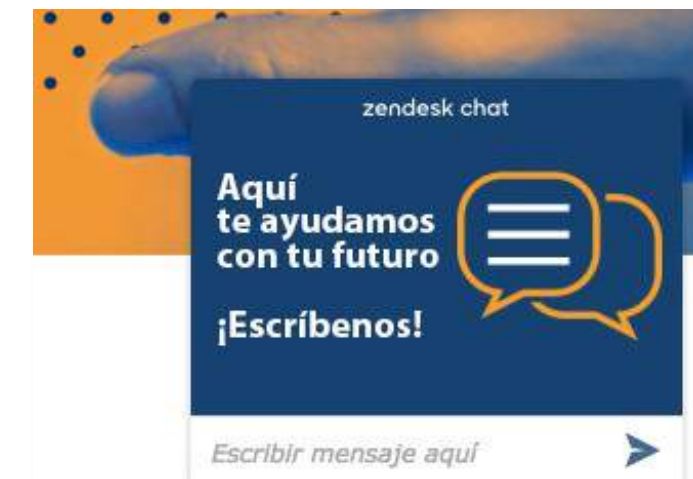 zendesk chat
Aquí
te ayudamos
con tu futuro
¡Escríbenos!
Escribir mensaje aquí